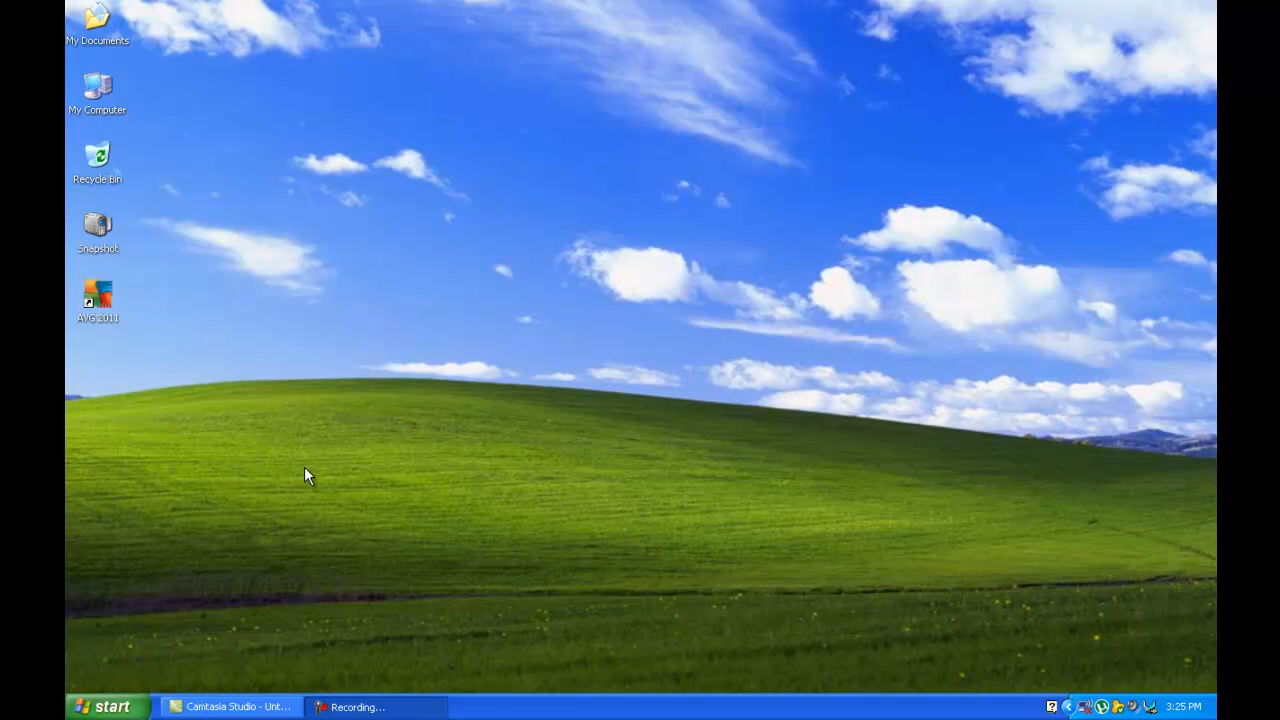 My Documents
My Computer
Recycle Bin
Snapshot
AVG 2011
start
Camtasia Studio - Unt...
Recording...
3:25 PM